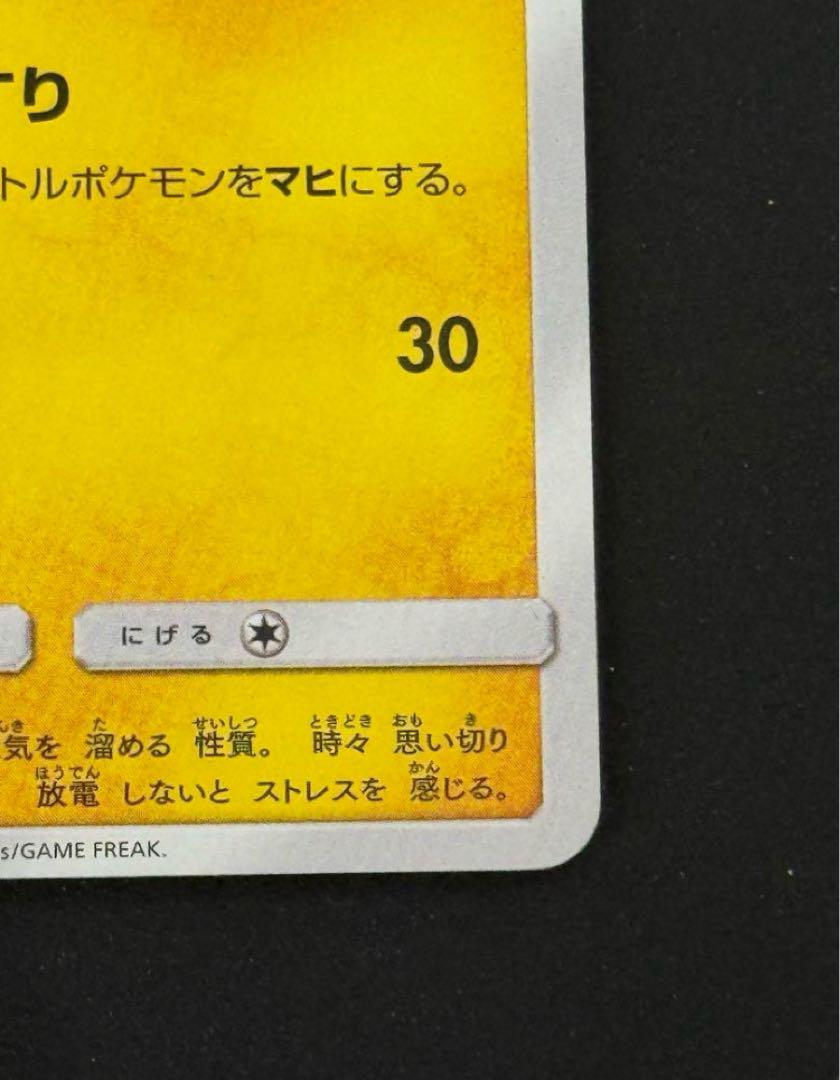 すり
トルポケモンをマヒにする。
30
にげる
気を 溜める 性質。 時々 思い切り
放電 しないと ストレスを 感じる。
s/GAME FREAK.